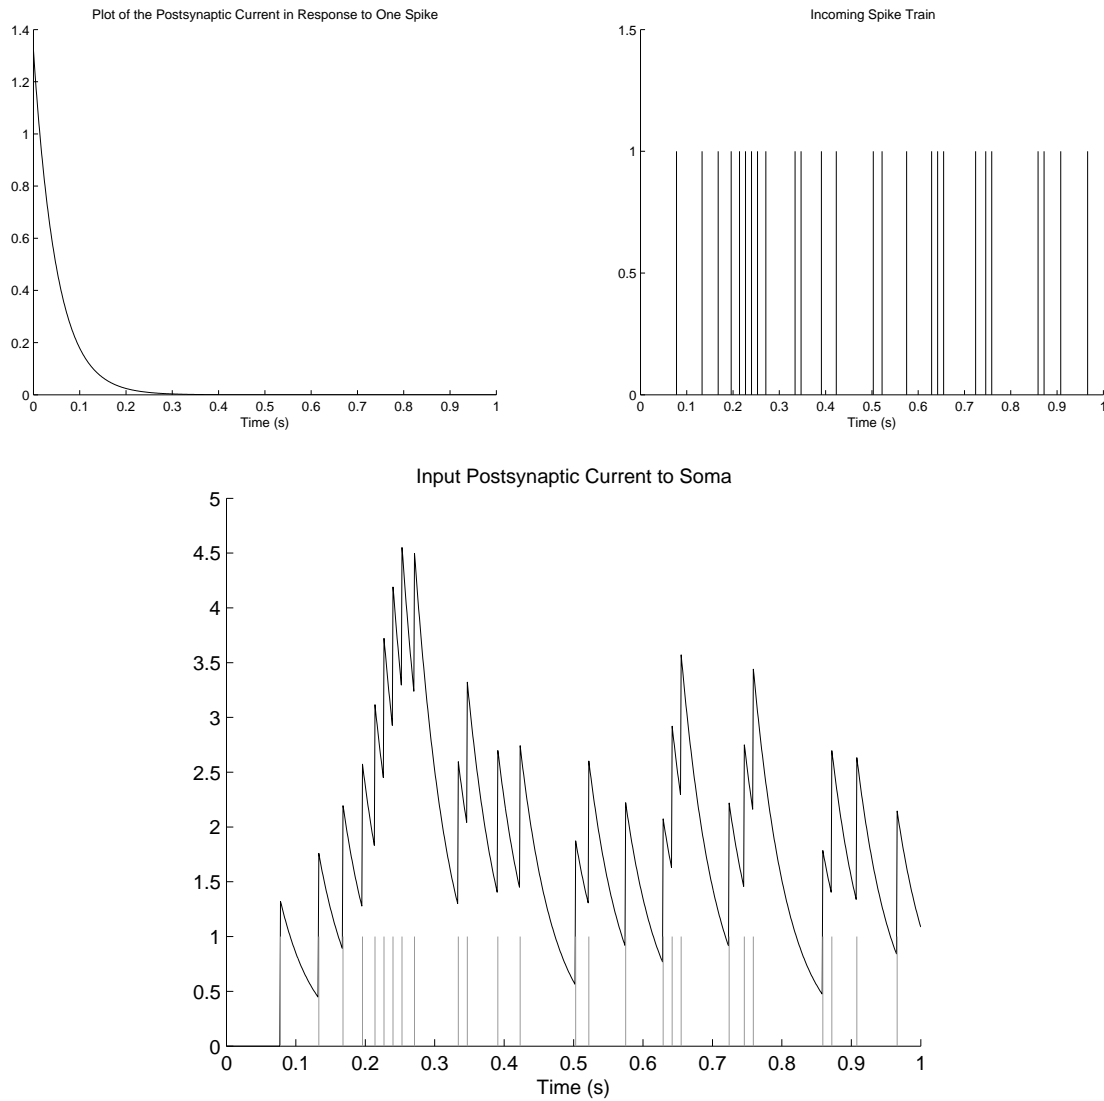 Plot of the Postsynaptic Current in Response to One Spike
1.4
1.2
1
0.8
0.6
0.4
0.2
0
0 0.1 0.2 0.3 0.4 0.5 0.6 0.7 0.8 0.9 1
Time (s)
Incoming Spike Train
1.5
1
0.5
0
0 0.1 0.2 0.3 0.4 0.5 0.6 0.7 0.8 0.9 1
Time (s)
Input Postsynaptic Current to Soma
5
4.5
4
3.5
3
2.5
2
1.5
1
0.5
0
0 0.1 0.2 0.3 0.4 0.5 0.6 0.7 0.8 0.9 1
Time (s)